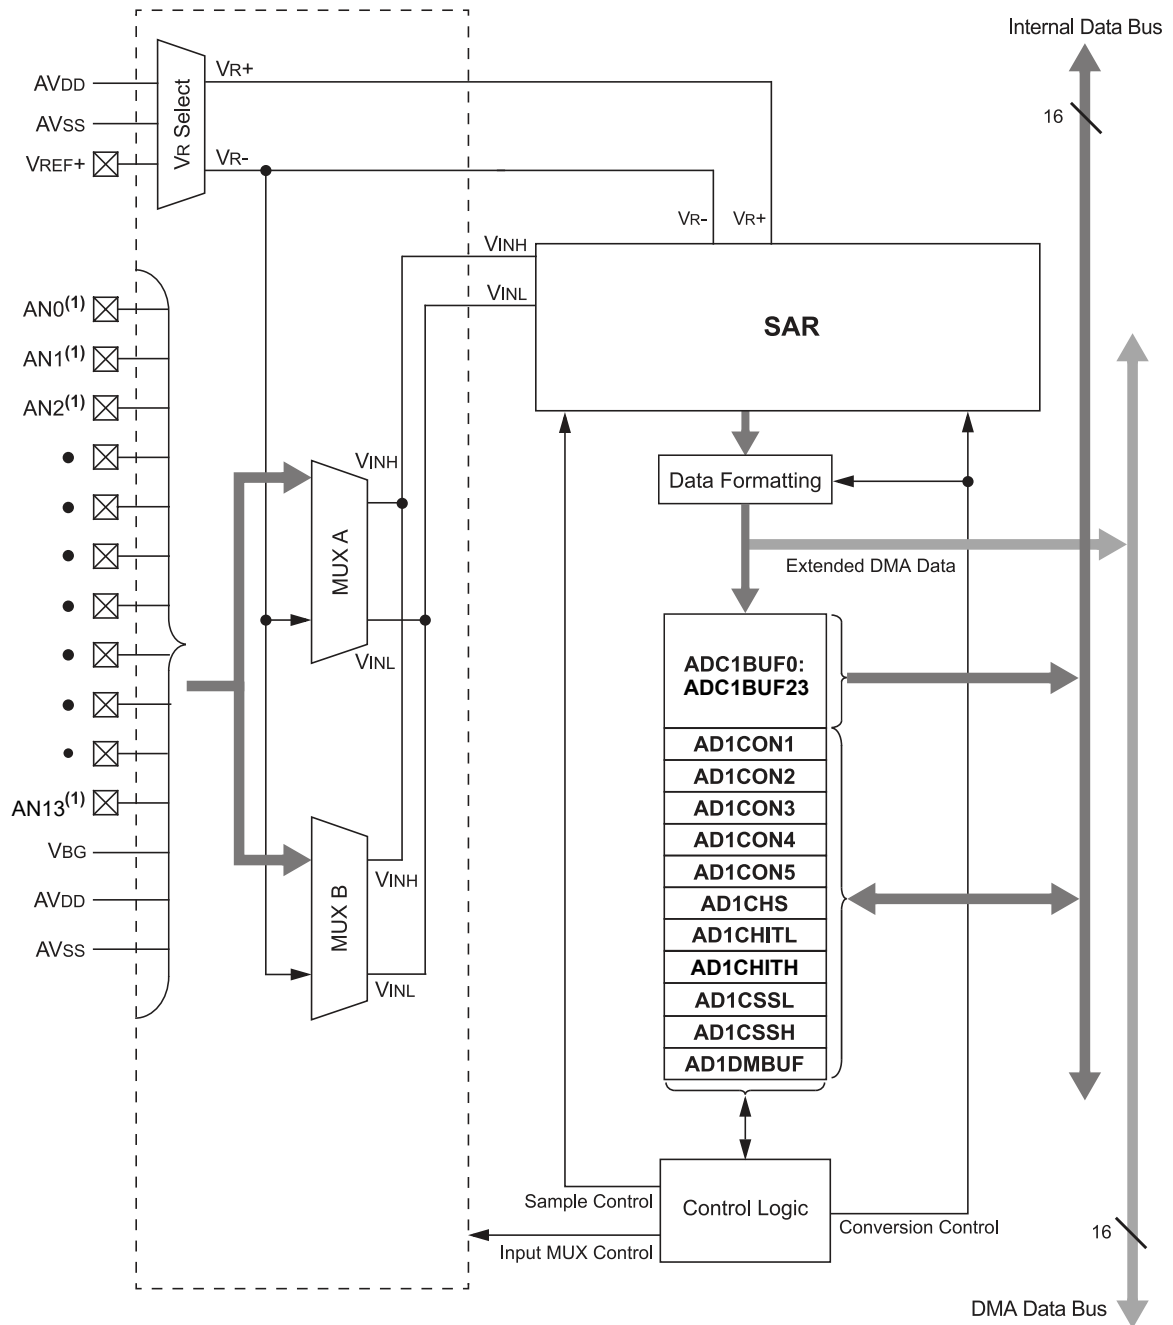 Internal Data Bus
AVDD
AVSS
VREF+
VR Select
VR+
VR-
16
VR-
VR+
VINH
VINL
SAR
AN0(1)
AN1(1)
AN2(1)
AN13(1)
VBG
AVDD
AVSS
MUX A
VINH
VINL
MUX B
VINH
VINL
Data Formatting
Extended DMA Data
ADC1BUF0:
ADC1BUF23
AD1CON1
AD1CON2
AD1CON3
AD1CON4
AD1CON5
AD1CHS
AD1CHITL
AD1CHITH
AD1CSSL
AD1CSSH
AD1DMBUF
Sample Control
Control Logic
Conversion Control
Input MUX Control
16
DMA Data Bus